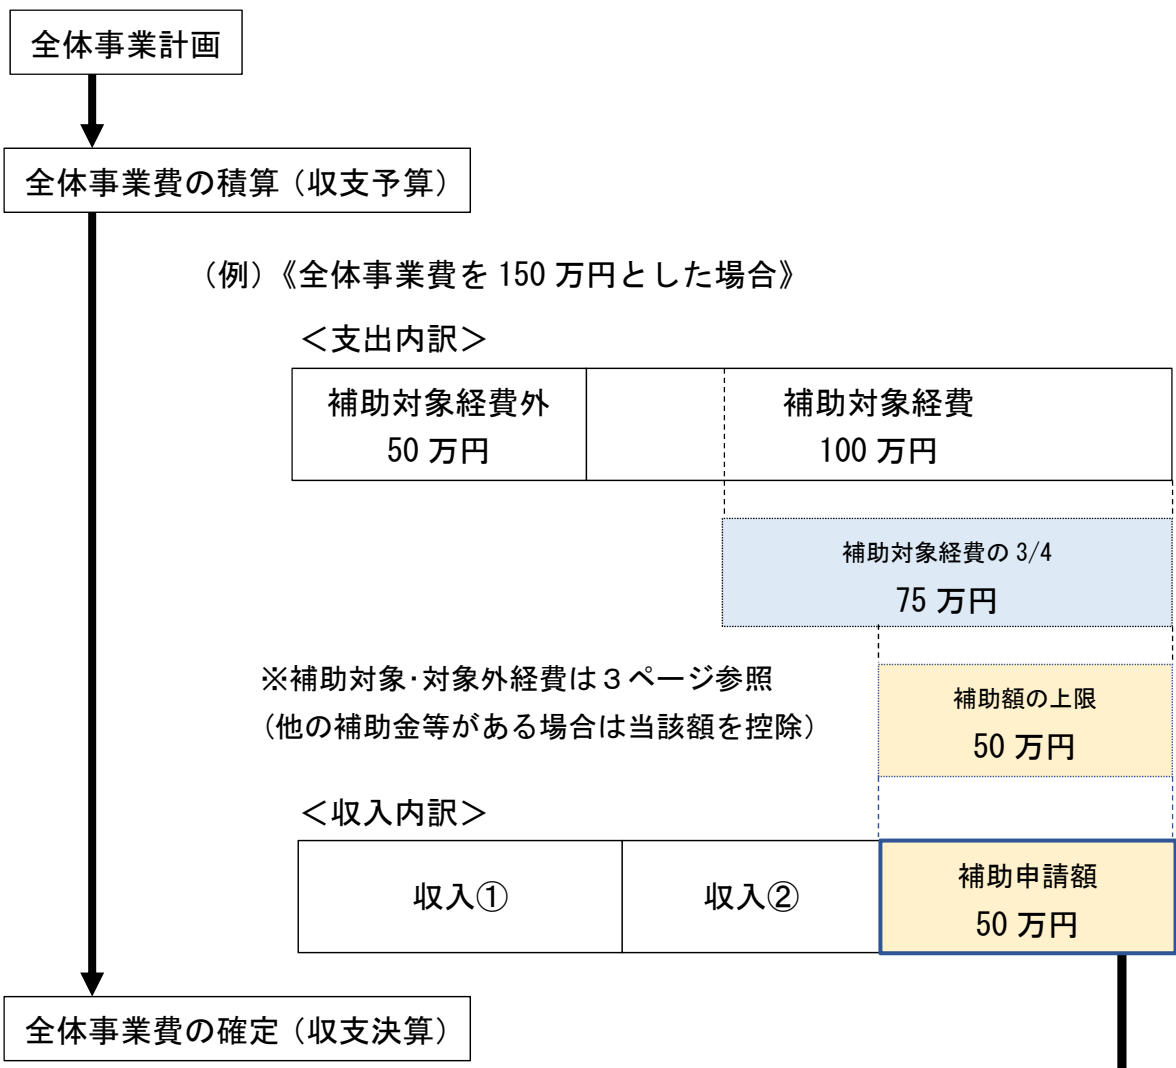 全体事業計画
全体事業費の積算（収支予算）
（例）《全体事業費を 150 万円とした場合》
＜支出内訳＞
補助対象経費外
50 万円
補助対象経費
100 万円
補助対象経費の 3/4
75 万円
※補助対象･対象外経費は３ページ参照
（他の補助金等がある場合は当該額を控除）
補助額の上限
50 万円
＜収入内訳＞
収入①
収入②
補助申請額
50 万円
全体事業費の確定（収支決算）